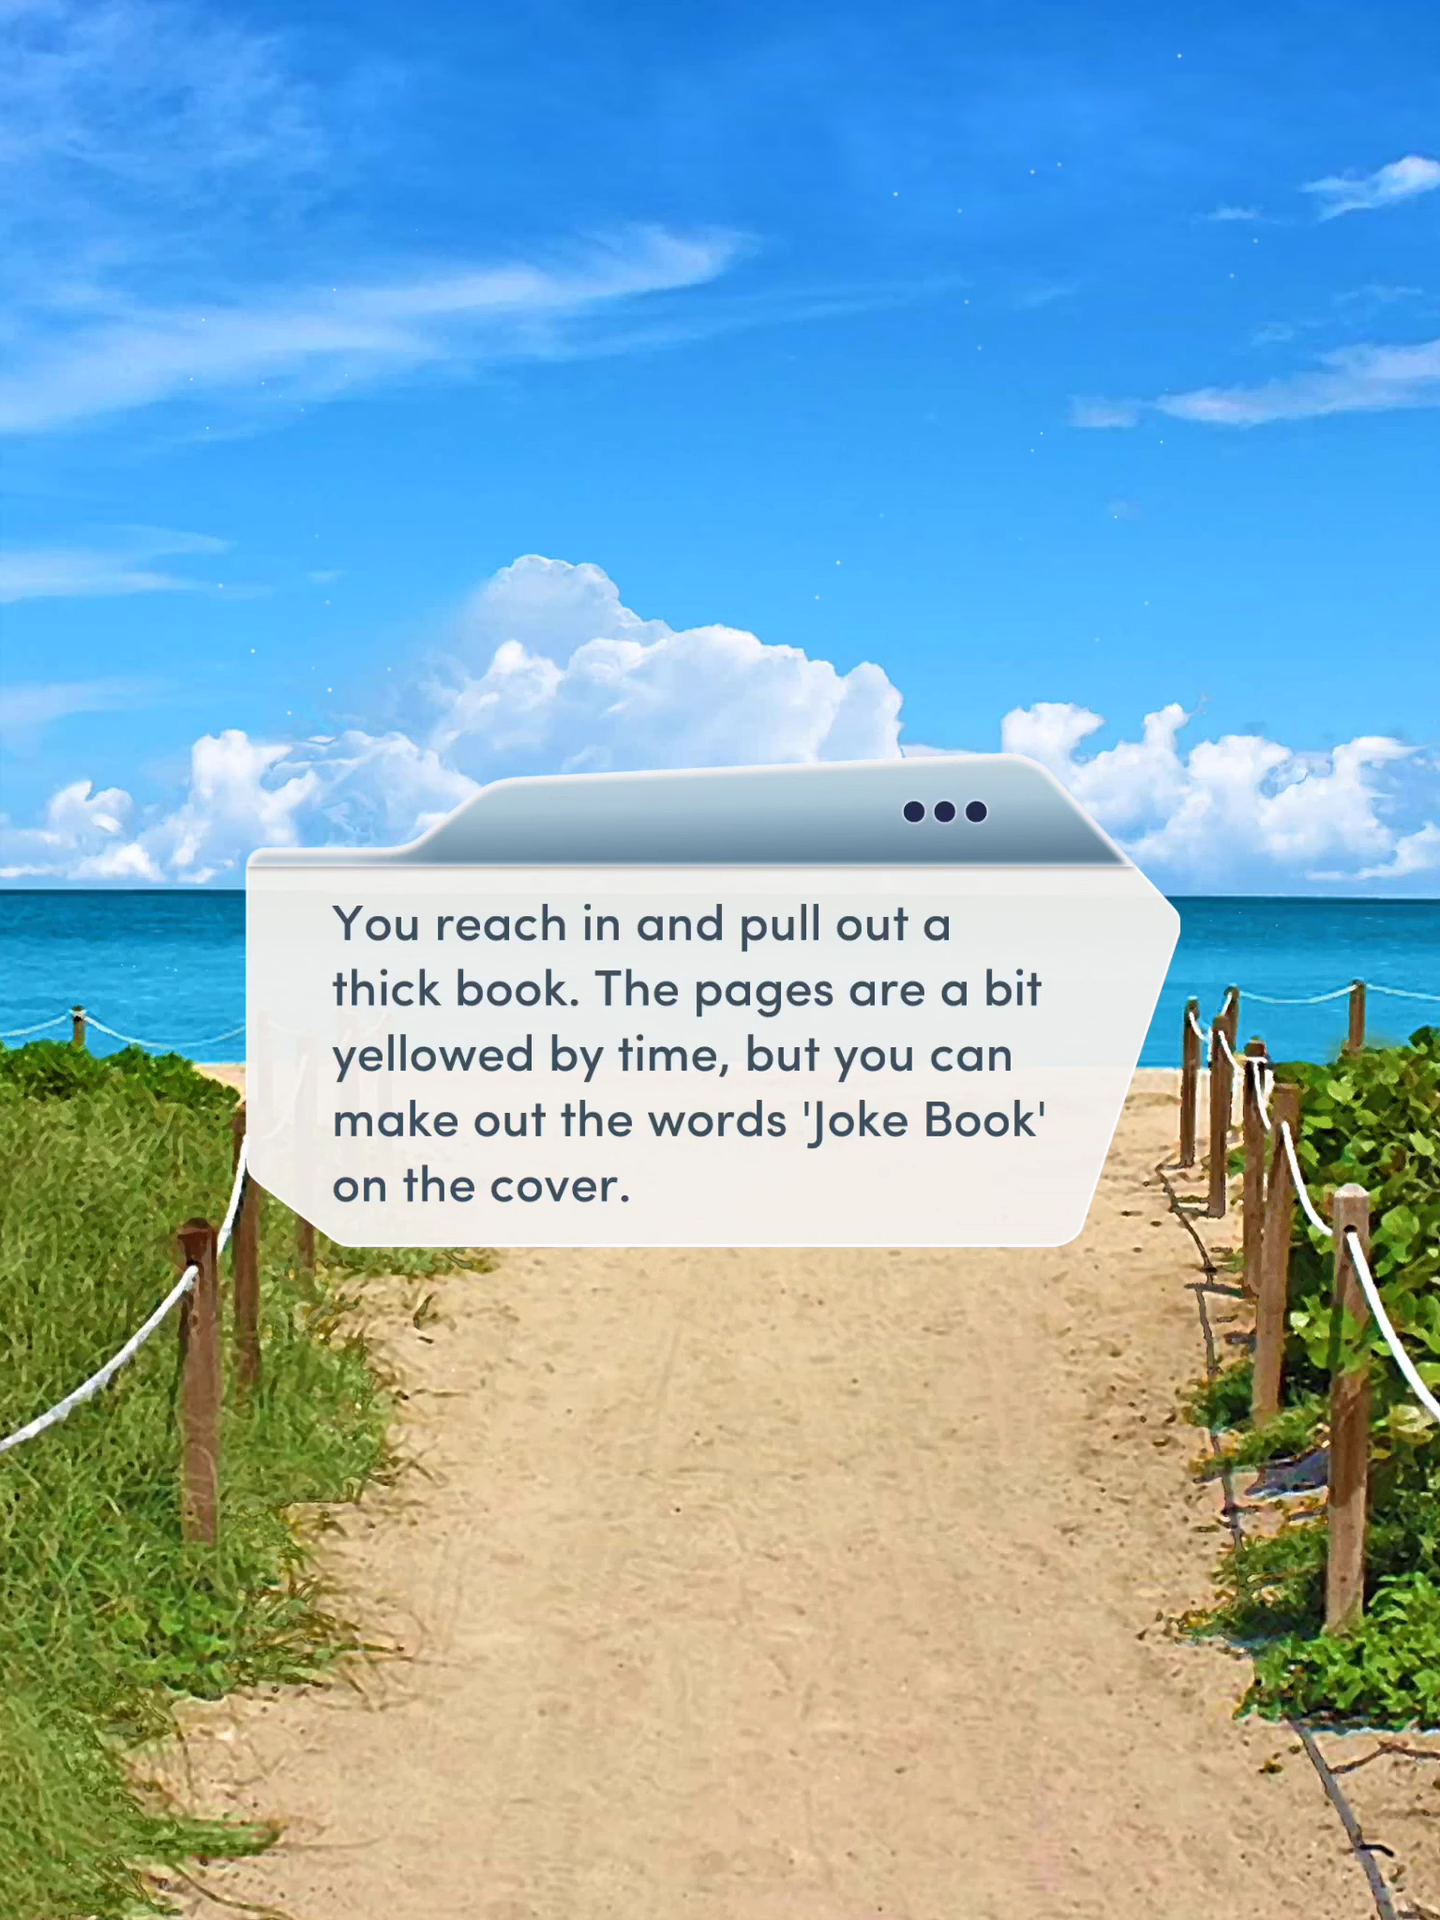 You reach in and pull out a
thick book. The pages are a bit
yellowed by time, but you can
make out the words 'Joke Book'
on the cover.